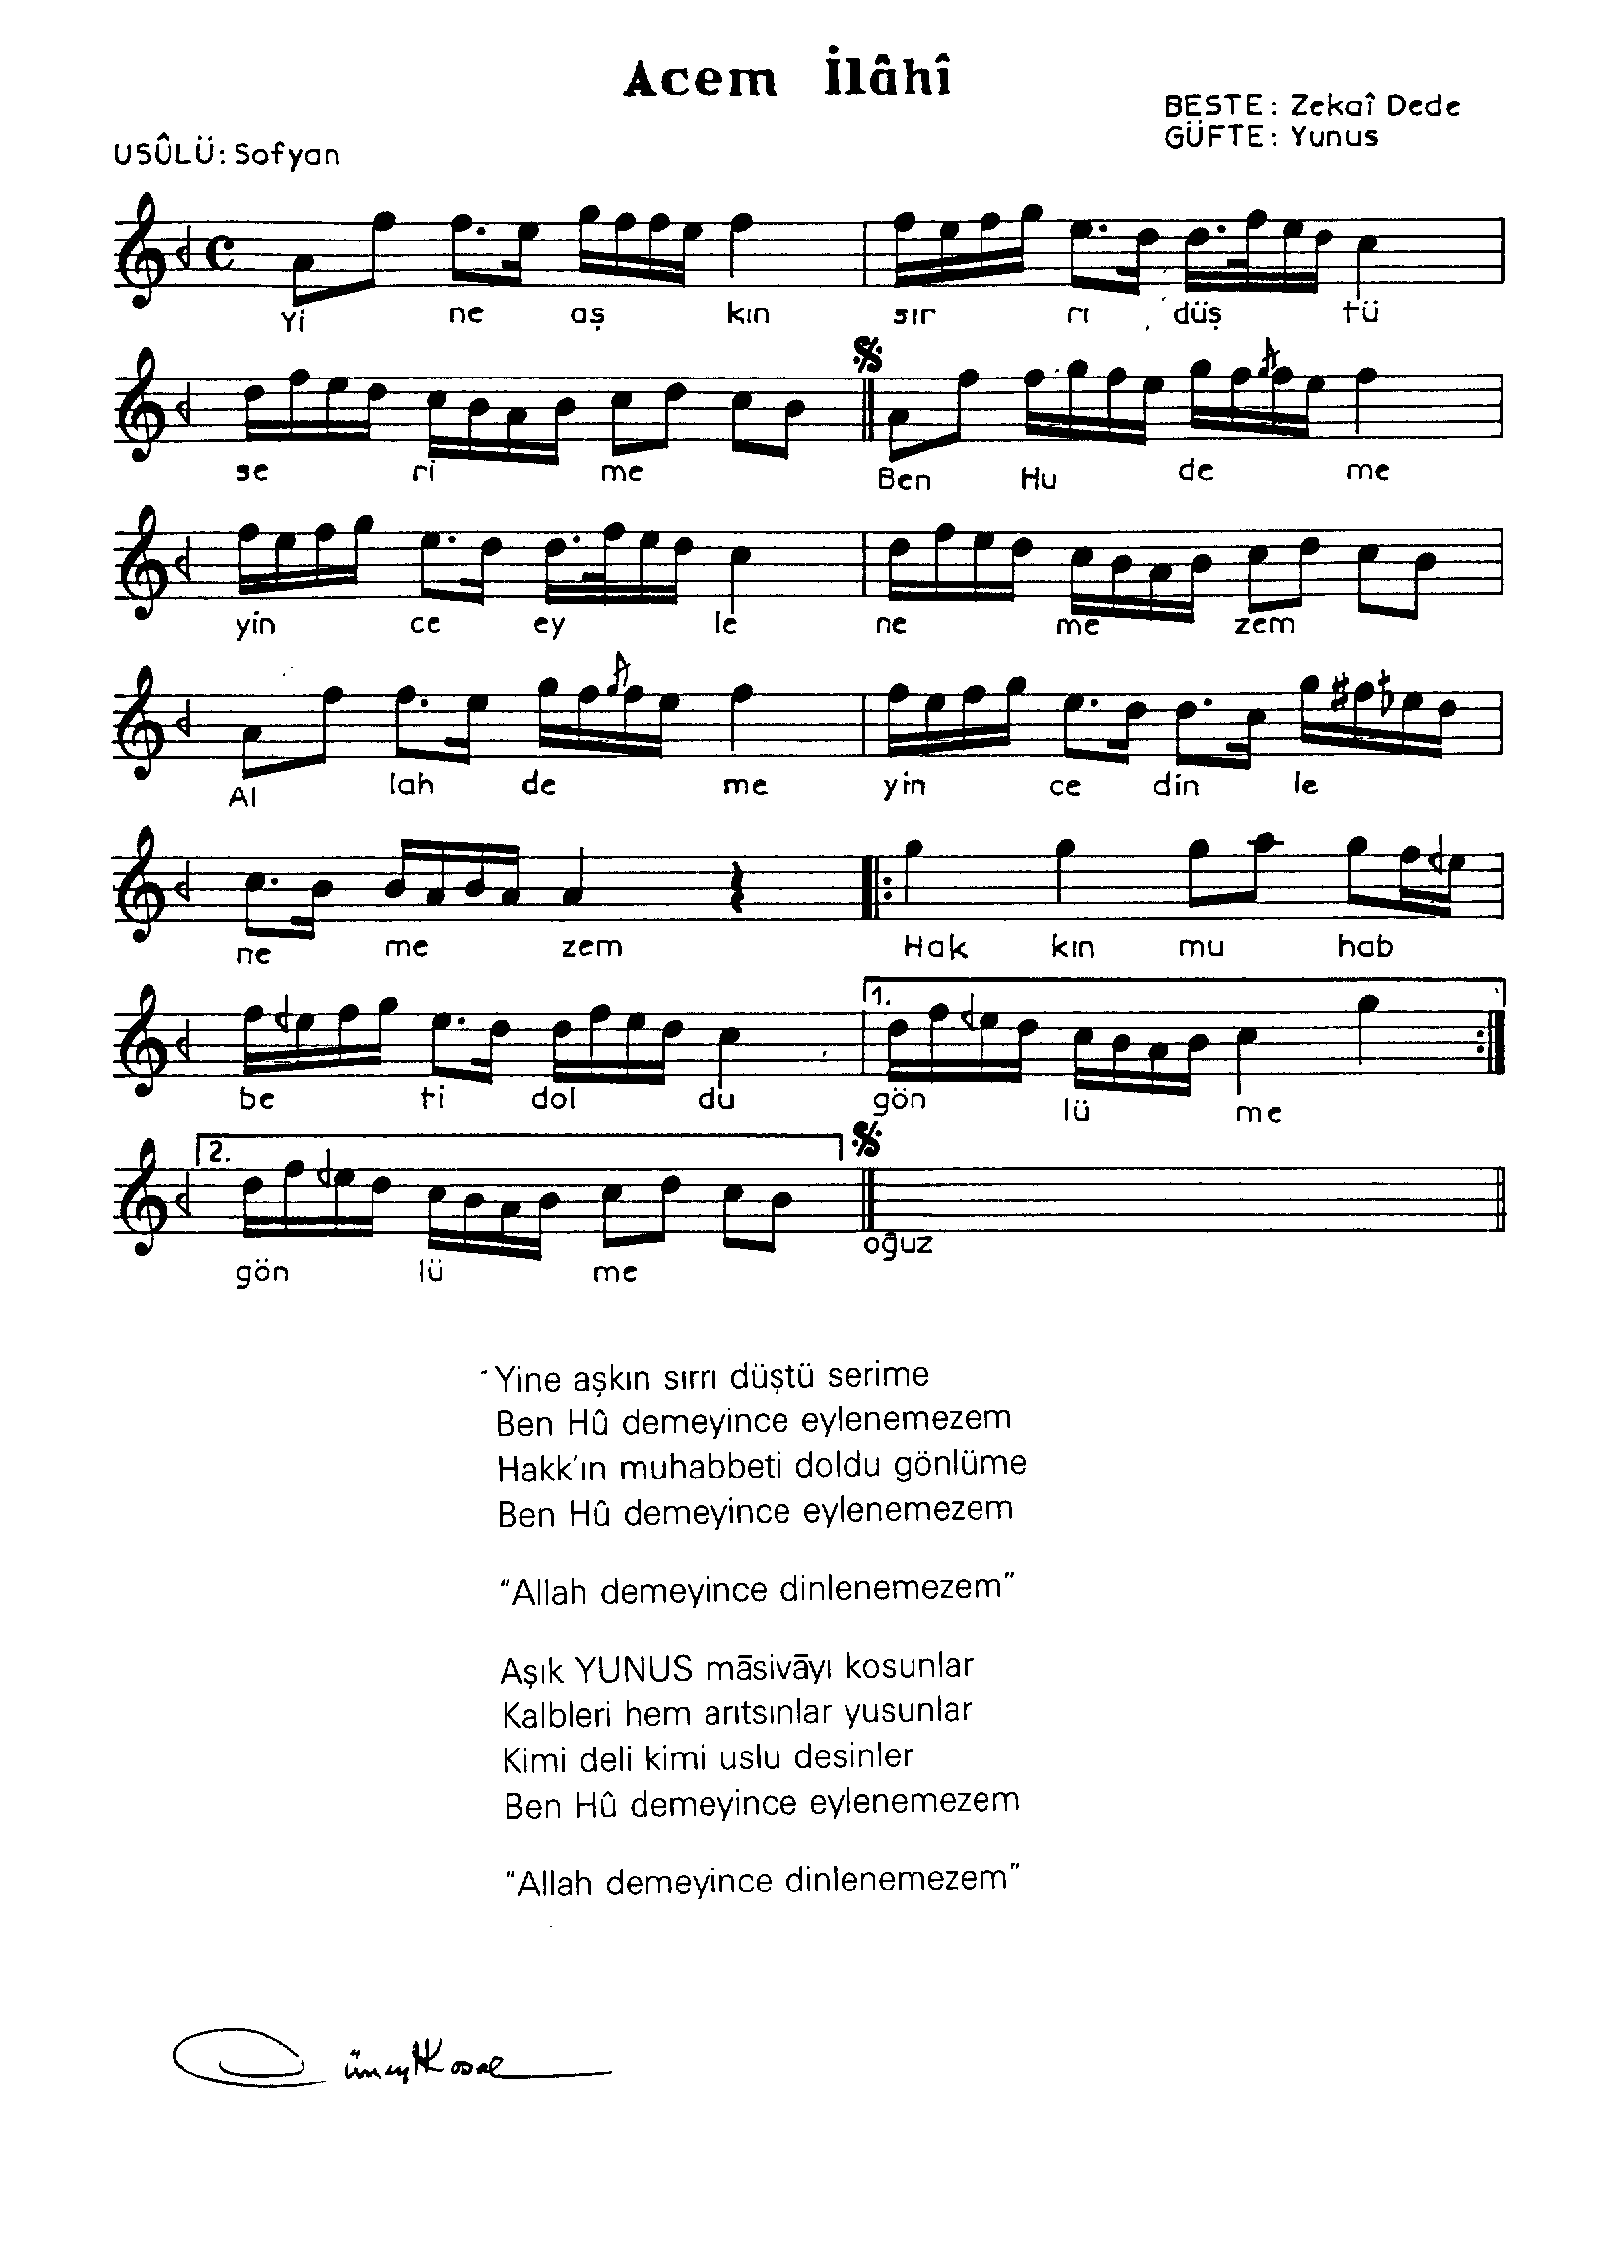 Acem İlâhî
BESTE: Zekaî Dede
GÜFTE: Yunus
USÛLÜ: Sofyan
Yi ne aş kın sır rı düş tü
se ri me Ben Hu de me
yin ce ey le ne me zem
Al lah de me yin ce din le
ne me zem Hak kın mu hab
1.
be ti dol du gön lü me
2.
oğuz
gön lü me
Yine aşkın sırrı düştü serime
Ben Hû demeyince eylenemezem
Hakk'ın muhabbeti doldu gönlüme
Ben Hû demeyince eylenemezem
"Allah demeyince dinlenemezem"
Aşık YUNUS māsivāyı kosunlar
Kalbleri hem arıtsınlar yusunlar
Kimi deli kimi uslu desinler
Ben Hû demeyince eylenemezem
"Allah demeyince dinlenemezem"